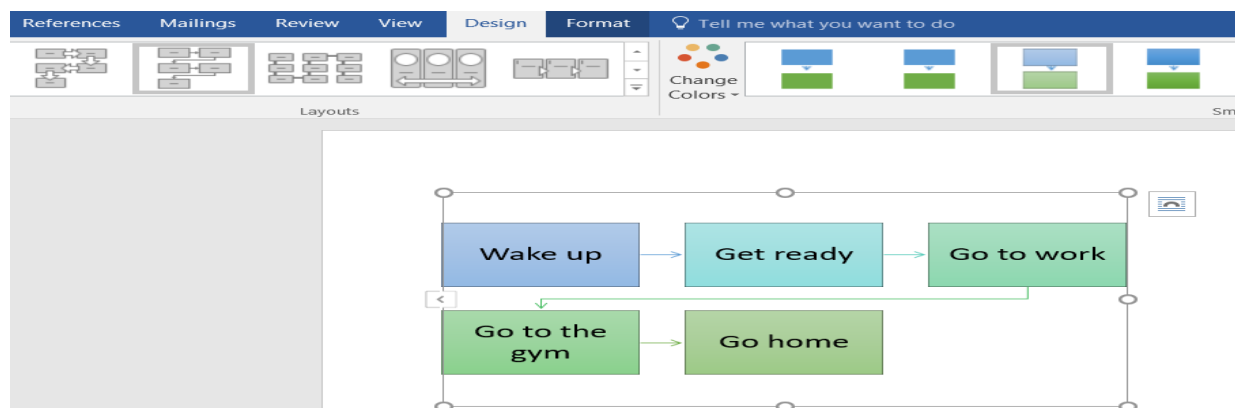 References Mailings Review View Design Format Tell me what you want to do
Change
Colors
Layouts
Sm
Wake up Get ready Go to work
Go to the
gym
Go home